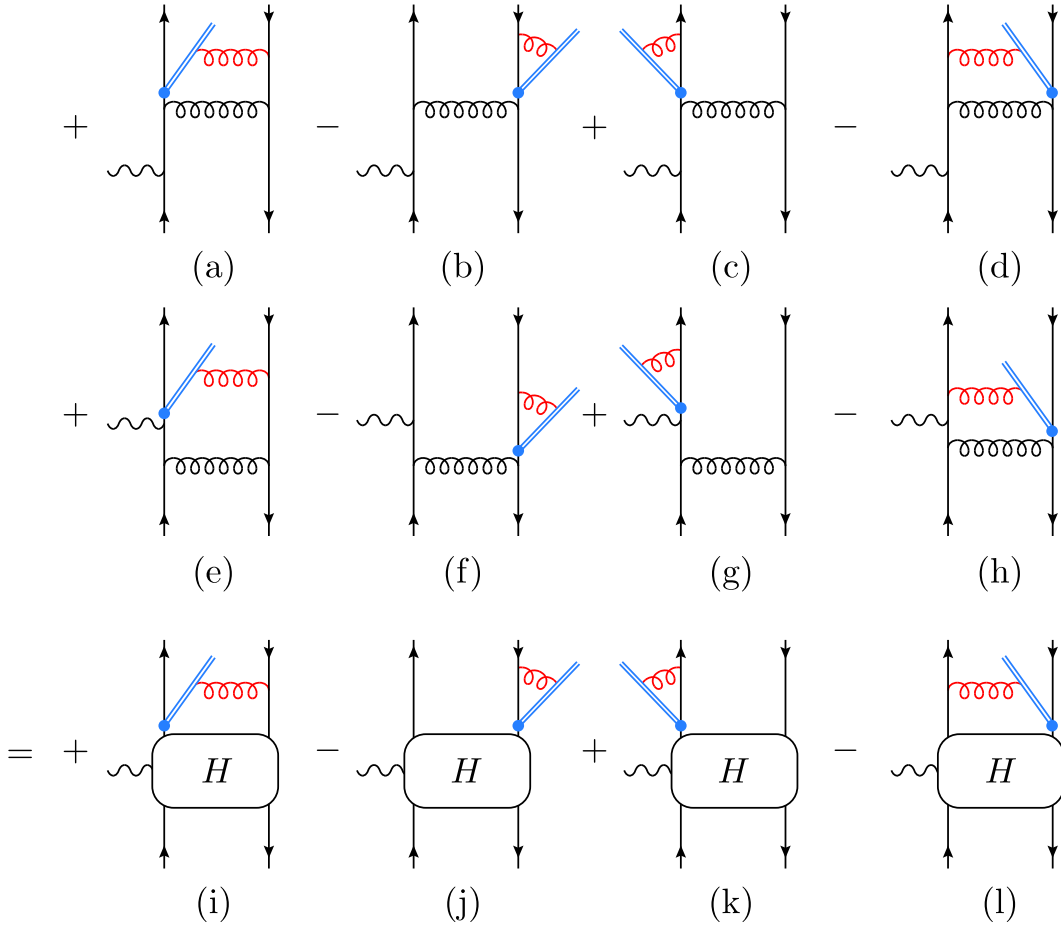 + − + −
(a) (b) (c) (d)
+ − + −
(e) (f) (g) (h)
= + H − H + H − H
(i) (j) (k) (l)